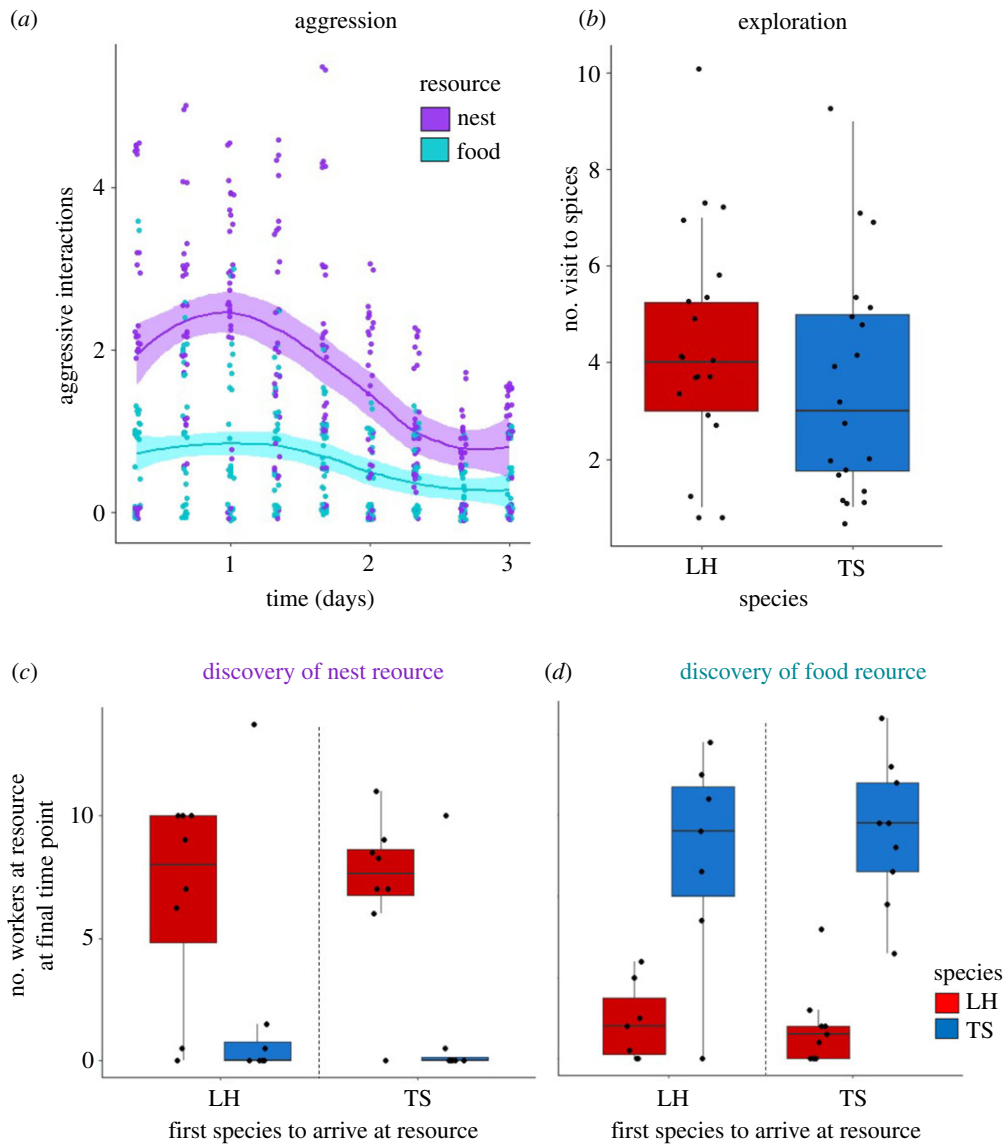 (a)
aggression
resource
nest
food
aggressive interactions
4
2
0
1
2
3
time (days)
(b)
exploration
no. visit to spices
10
8
6
4
2
LH
TS
species
(c)
discovery of nest reource
no. workers at resource
at final time point
10
5
0
LH
TS
first species to arrive at resource
(d)
discovery of food reource
species
LH
TS
LH
TS
first species to arrive at resource